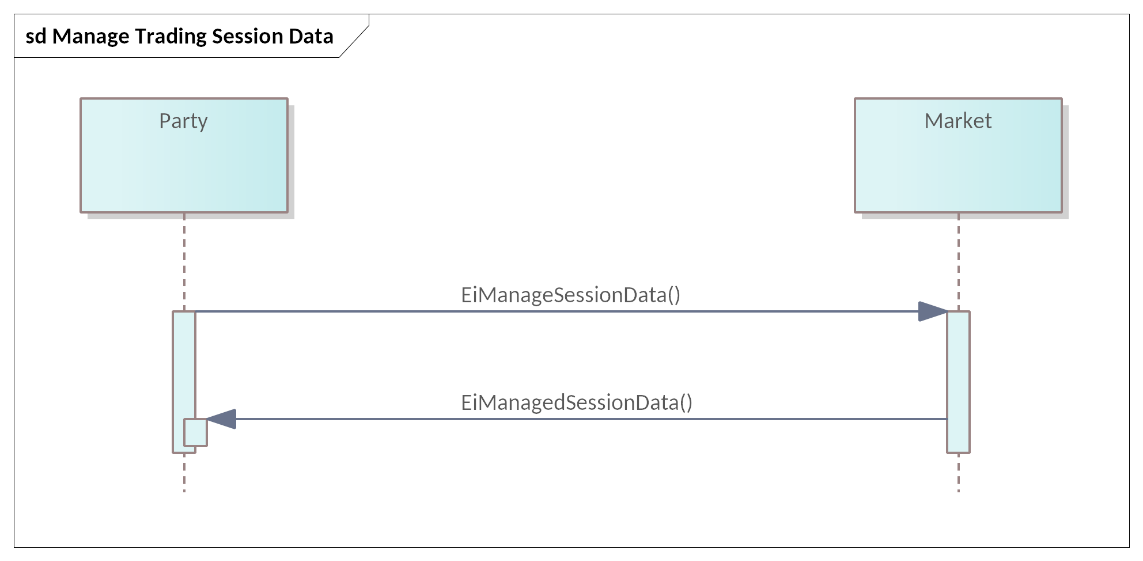 sd Manage Trading Session Data
Party
Market
EiManageSessionData()
EiManagedSessionData()